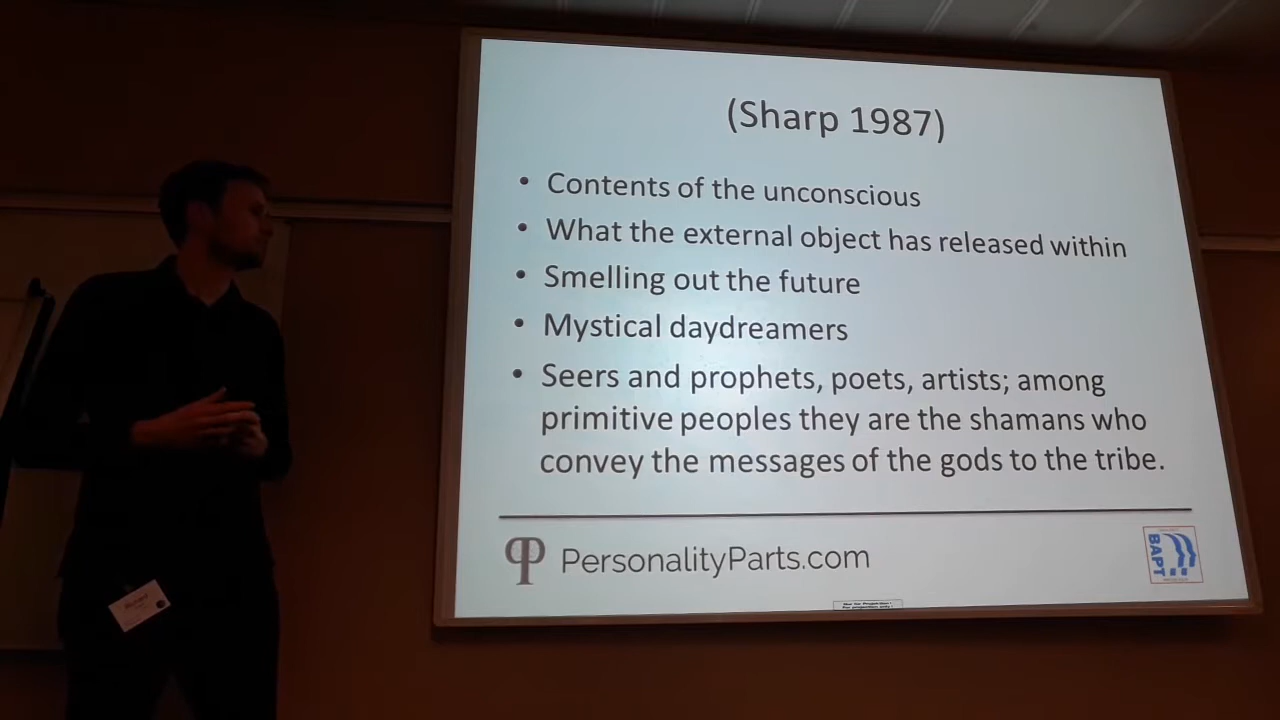 (Sharp 1987)
• Contents of the unconscious
• What the external object has released within
• Smelling out the future
• Mystical daydreamers
• Seers and prophets, poets, artists; among
primitive peoples they are the shamans who
convey the messages of the gods to the tribe.
PersonalityParts.com
BAPT